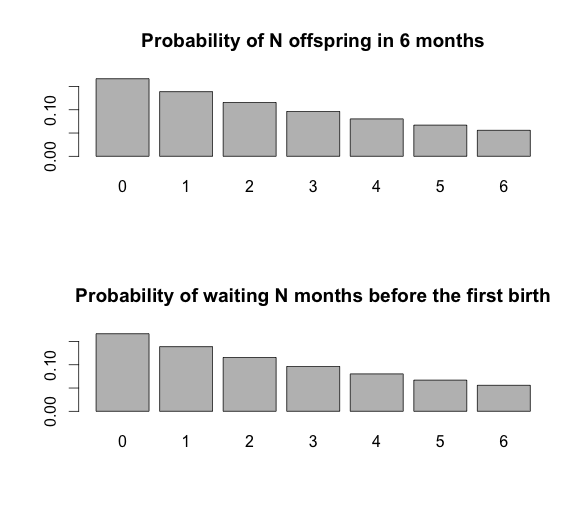 Probability of N offspring in 6 months
0.10
0.00
0 1 2 3 4 5 6
Probability of waiting N months before the first birth
0.10
0.00
0 1 2 3 4 5 6